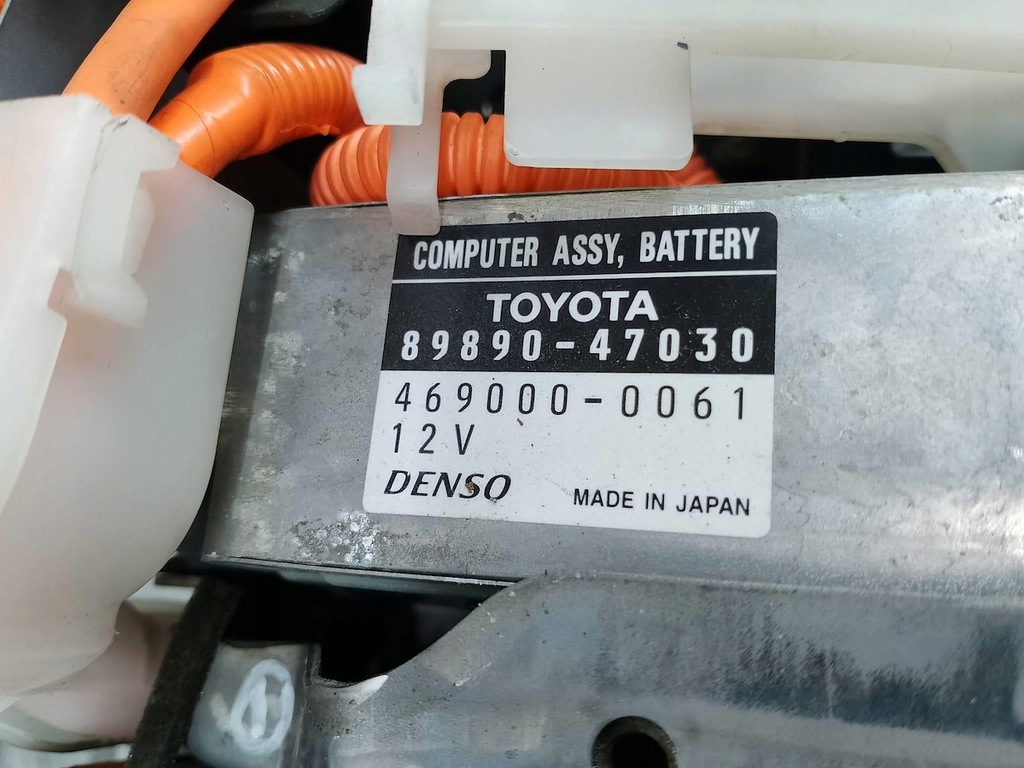 COMPUTER ASSY, BATTERY
TOYOTA
89890-47030
469000-0061
12V
DENSO
MADE IN JAPAN